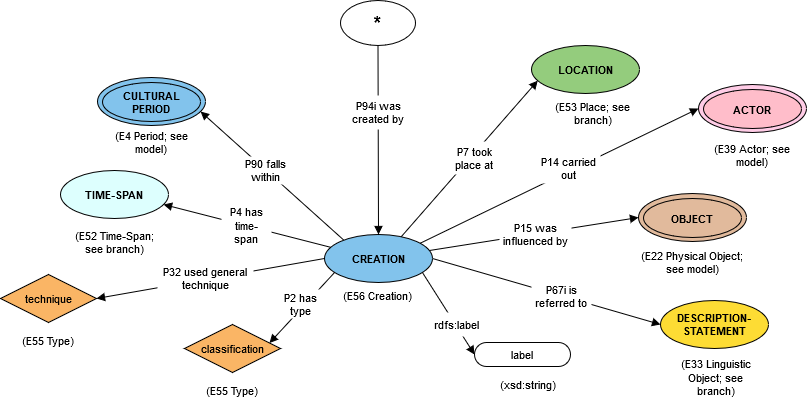 *
P94i was
created by
CULTURAL
PERIOD
(E4 Period; see
model)
LOCATION
(E53 Place; see
branch)
ACTOR
(E39 Actor; see
model)
P90 falls
within
P7 took
place at
P14 carried
out
TIME-SPAN
(E52 Time-Span;
see branch)
P4 has
time-
span
P15 was
influenced by
OBJECT
(E22 Physical Object;
see model)
CREATION
(E56 Creation)
P32 used general
technique
technique
(E55 Type)
P2 has
type
classification
(E55 Type)
rdfs:label
label
(xsd:string)
P67i is
referred to
DESCRIPTION-
STATEMENT
(E33 Linguistic
Object; see
branch)